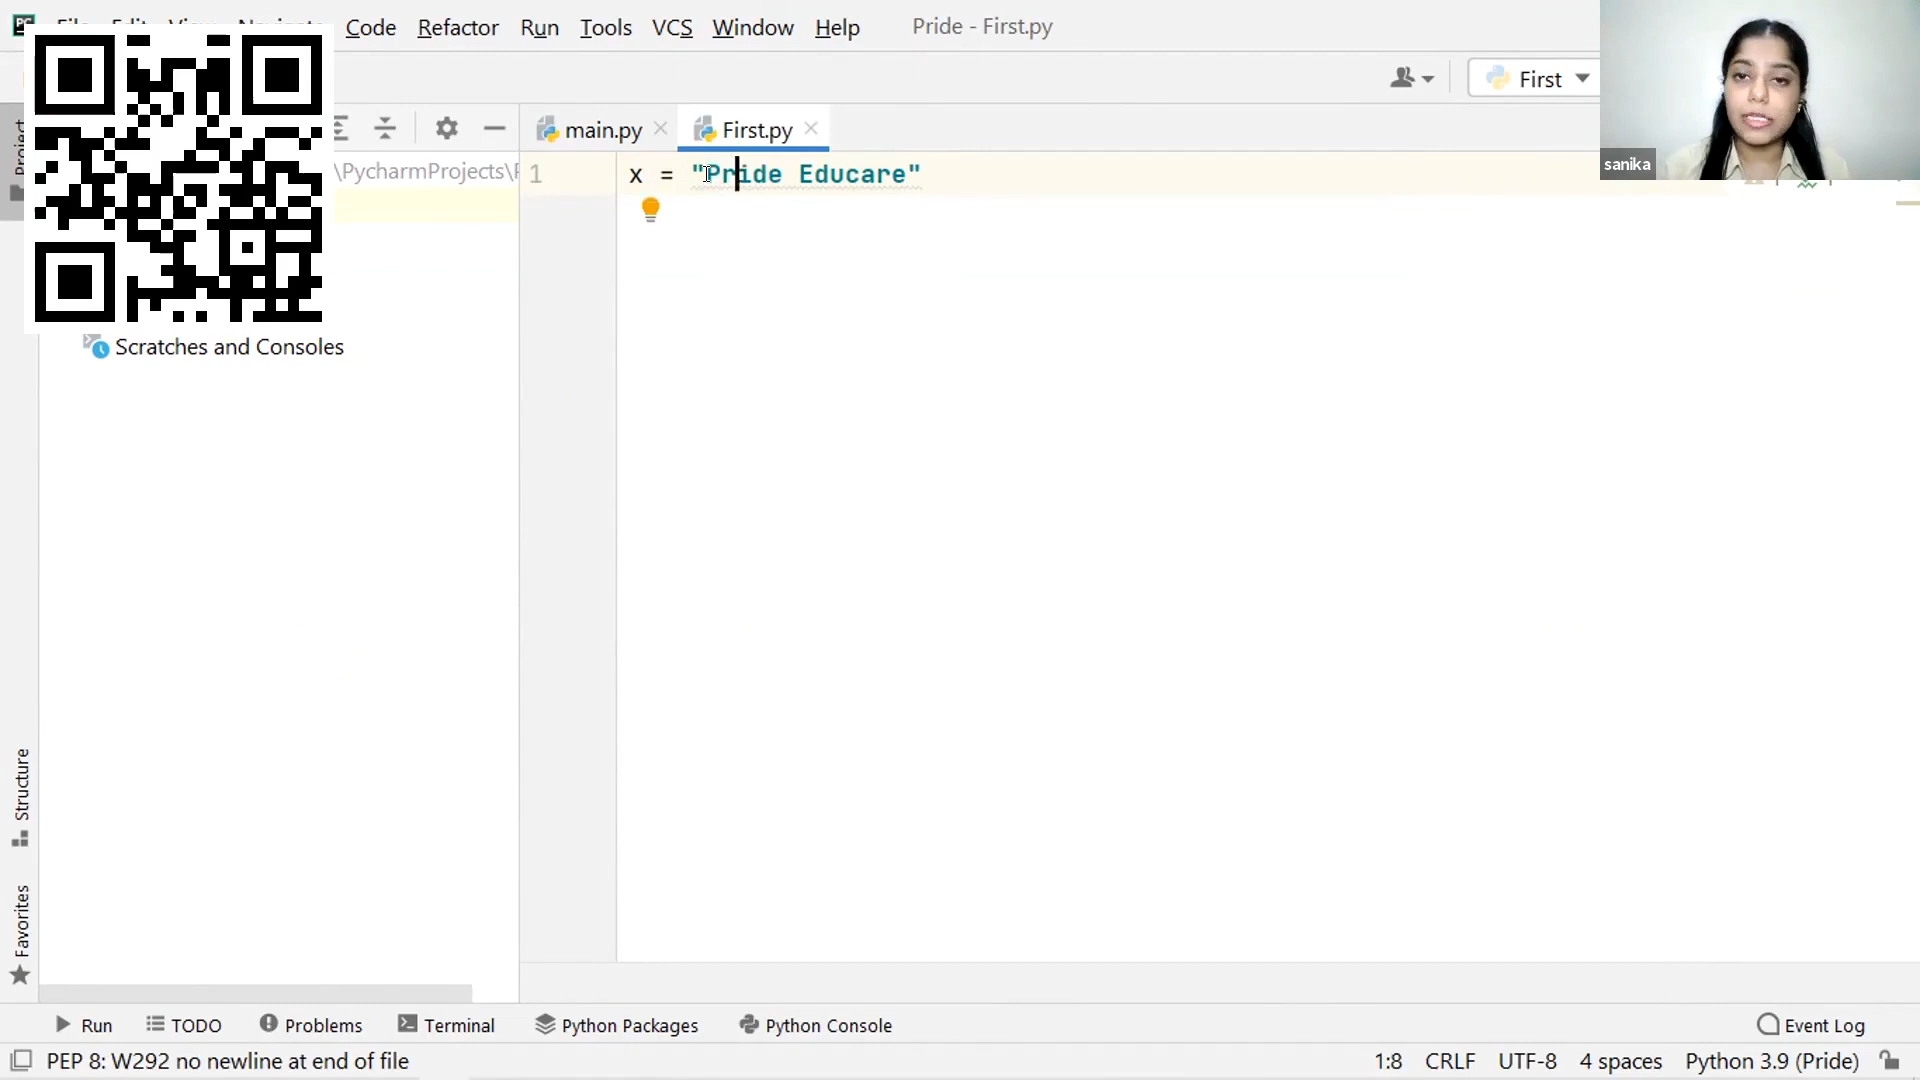 Code Refactor Run Tools VCS Window Help Pride - First.py
First
sanika
Project
main.py First.py
\PycharmProjects\
1 x = "Pride Educare"
Scratches and Consoles
Structure
Favorites
Run TODO Problems Terminal Python Packages Python Console Event Log
PEP 8: W292 no newline at end of file 1:8 CRLF UTF-8 4 spaces Python 3.9 (Pride)